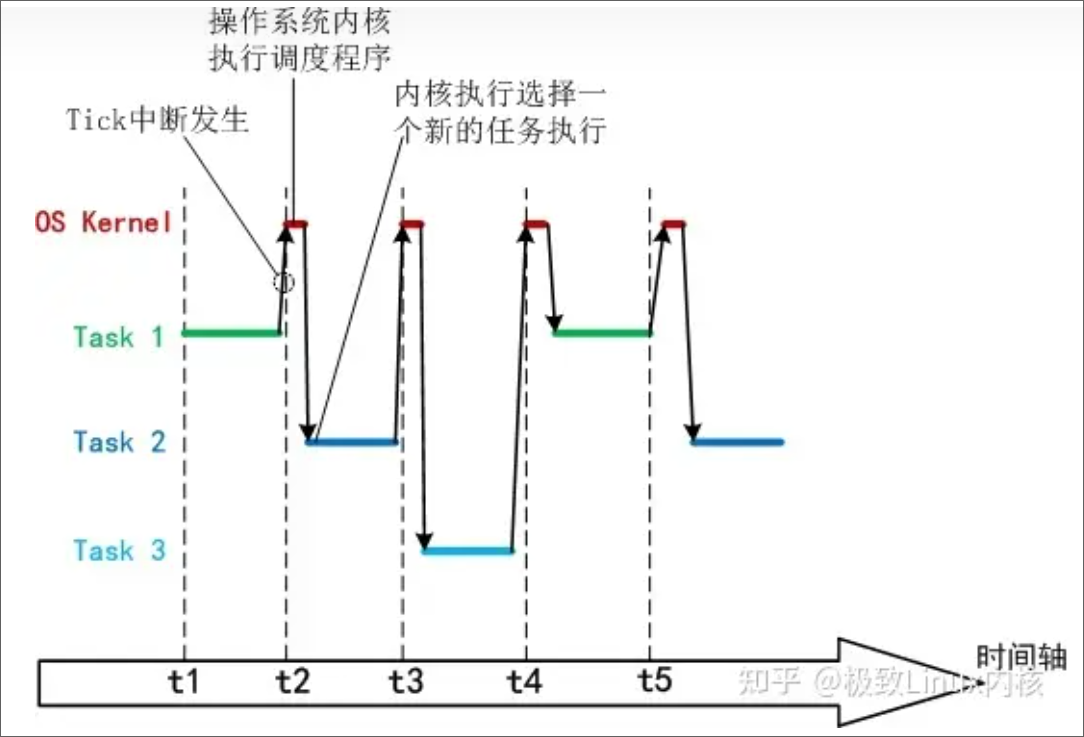 操作系统内核
执行调度程序
内核执行选择一
个新的任务执行
Tick中断发生
OS Kernel
Task 1
Task 2
Task 3
时间轴
t1 t2 t3 t4 t5
知乎 @极致Linux内核